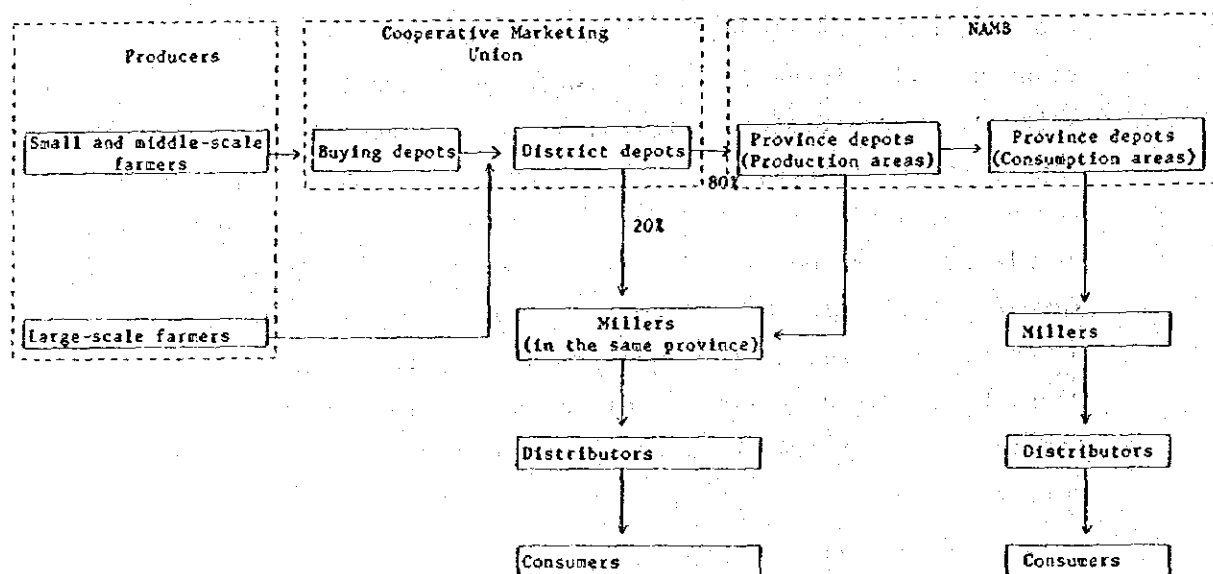 Producers
Cooperative Marketing
Union
NAMB
Small and middle-scale
farmers
Buying depots
District depots
Province depots
(Production areas)
Province depots
(Consumption areas)
80%
20%
Large-scale farmers
Millers
(in the same province)
Millers
Distributors
Distributors
Consumers
Consumers